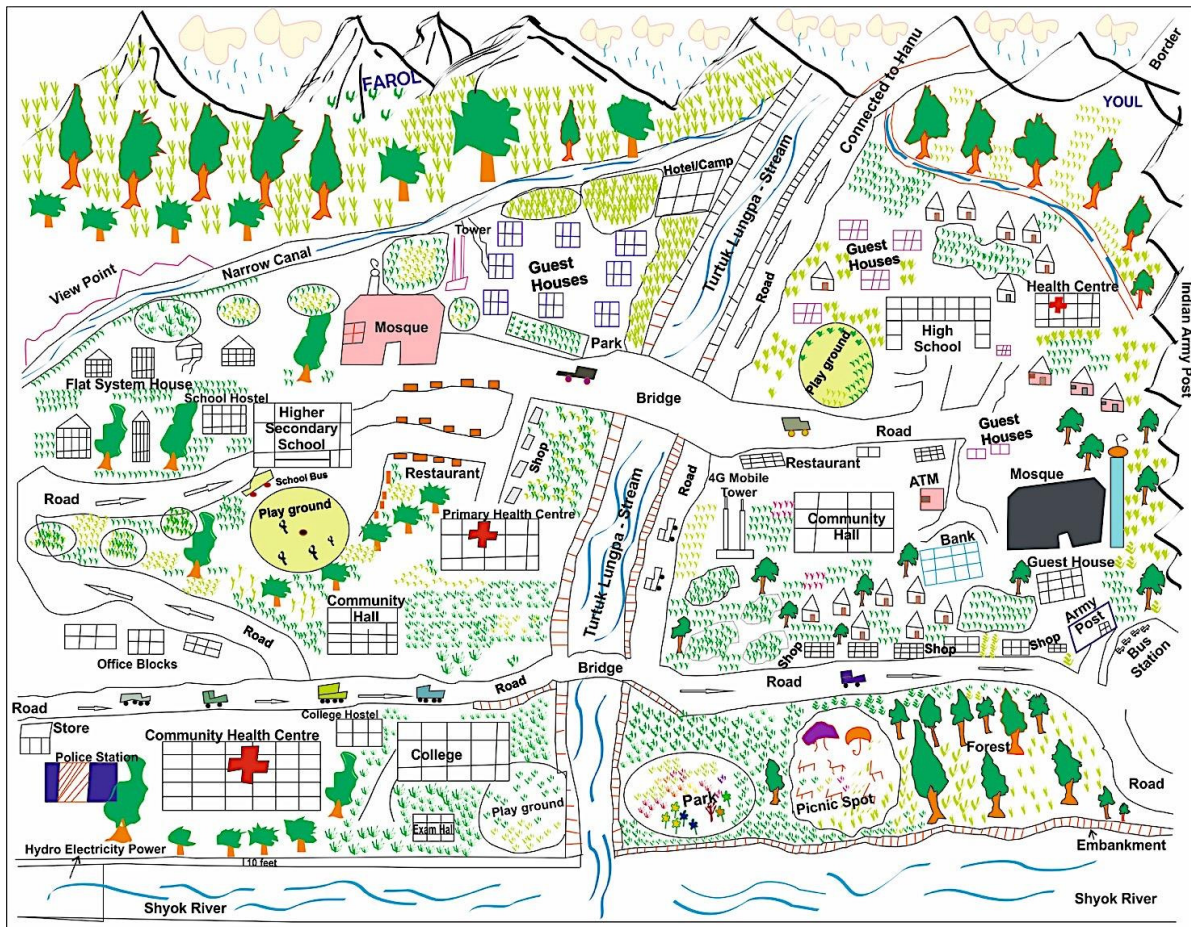 FAROL
Connected to Hanu
Border
YOUL
Hotel/Camp
Turtuk Lungpa - Stream
Road
Tower
Narrow Canal
View Point
Guest
Houses
Guest
Houses
Health Centre
Indian Army Post
Mosque
Park
Play ground
High
School
Flat System House
School Hostel
Higher
Secondary
School
Bridge
Road
Guest
Houses
Shop
Road
Restaurant
Restaurant
School Bus
Road
Play ground
Primary Health Centre
Turtuk Lungpa - Stream
4G Mobile
Tower
ATM
Mosque
Community
Hall
Bank
Guest House
Community
Hall
Road
Office Blocks
Army
Post
Bus
Station
Shop
Shop
Shop
Bridge
Road
Road
Road
Store
Police Station
Community Health Centre
College Hostel
College
Play ground
Exam Hall
Park
Picnic Spot
Forest
Road
Embankment
Hydro Electricity Power
10 feet
Shyok River
Shyok River